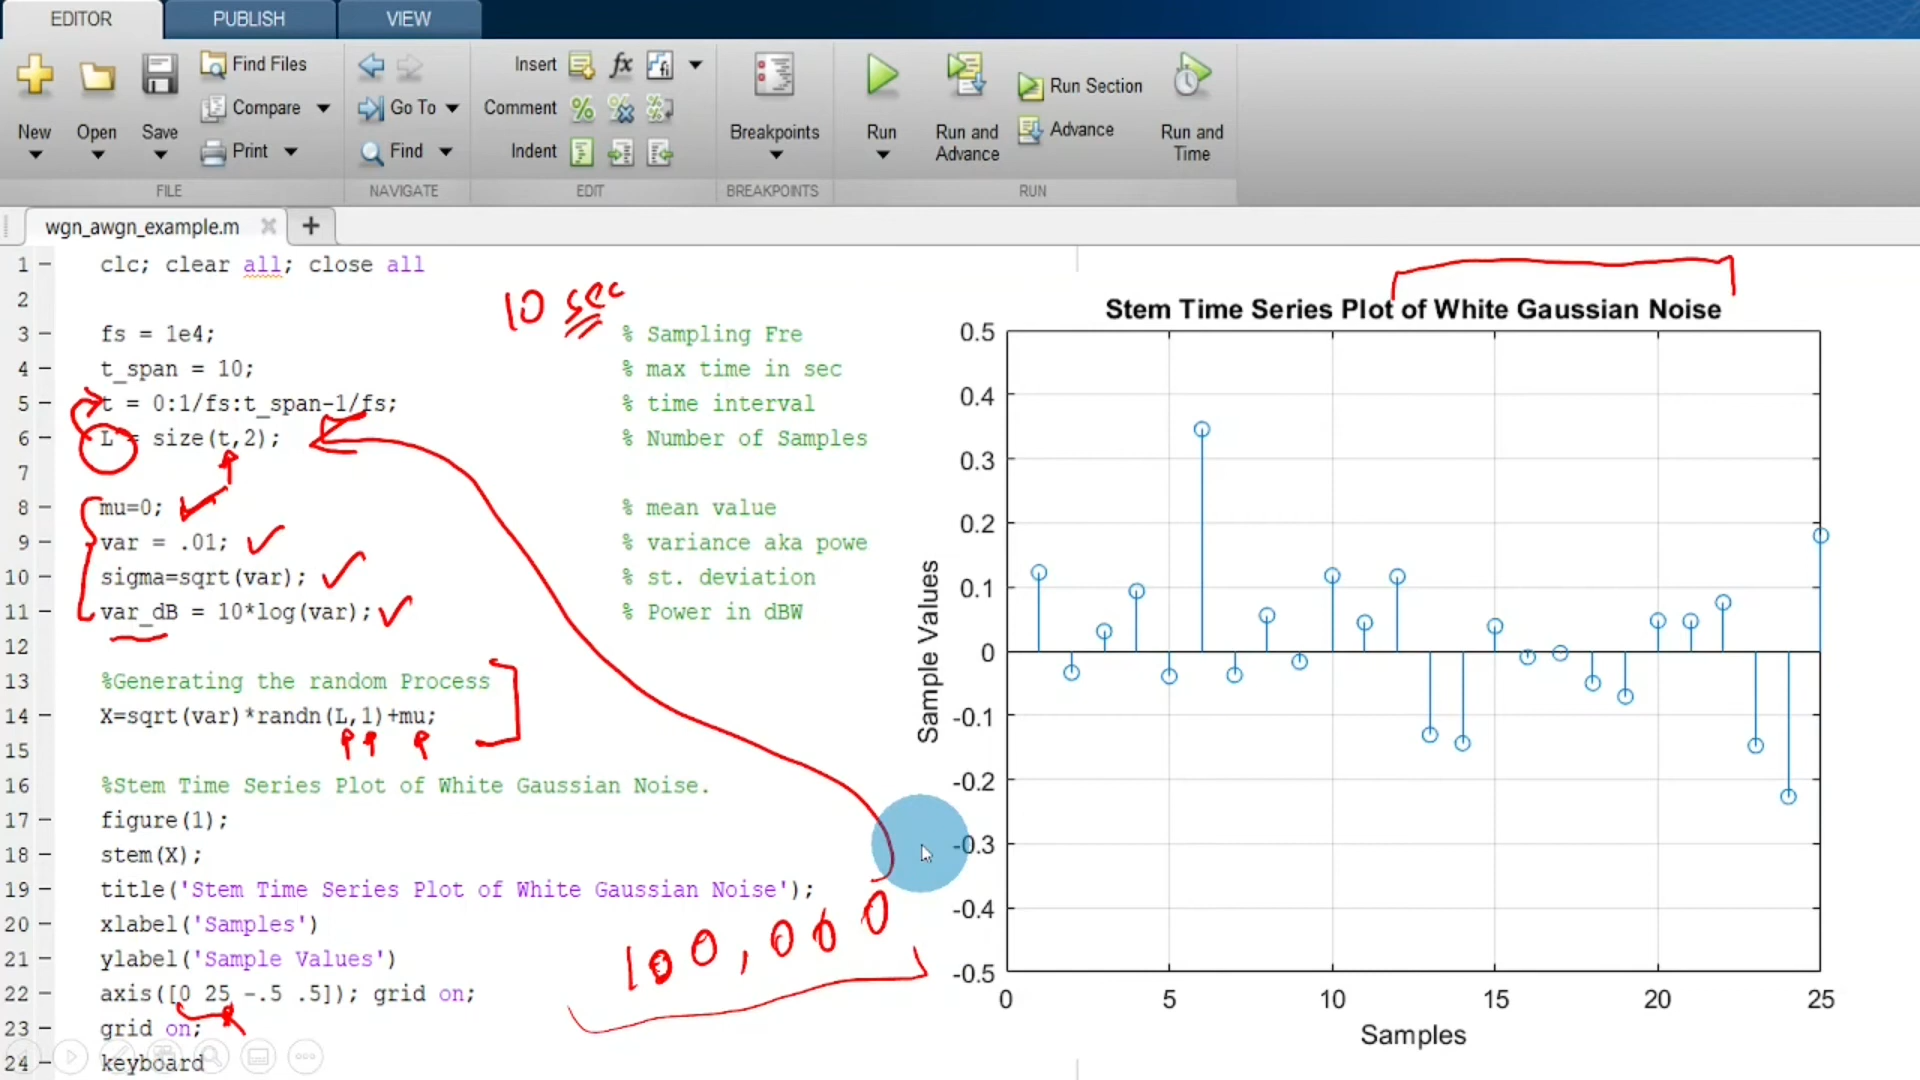 EDITOR PUBLISH VIEW
New Open Save Find Files Compare Print
Go To Find
Insert fx fi
Comment
Indent
Breakpoints
Run Run and Advance Run Section Advance Run and Time
FILE NAVIGATE EDIT BREAKPOINTS RUN
wgn_awgn_example.m
1 clc; clear all; close all
2
10 sec
3 fs = 1e4; % Sampling Fre
4 t_span = 10; % max time in sec
5 t = 0:1/fs:t_span-1/fs; % time interval
6 L = size(t,2); % Number of Samples
7
8 mu=0; % mean value
9 var = .01; % variance aka powe
10 sigma=sqrt(var); % st. deviation
11 var_dB = 10*log(var); % Power in dBW
12
13 %Generating the random Process
14 X=sqrt(var)*randn(L,1)+mu;
15
16 %Stem Time Series Plot of White Gaussian Noise.
17 figure(1);
18 stem(X);
19 title('Stem Time Series Plot of White Gaussian Noise');
20 xlabel('Samples')
21 ylabel('Sample Values')
22 axis([0 25 -.5 .5]); grid on;
23 grid on;
24 keyboard
100,000
Stem Time Series Plot of White Gaussian Noise
0.5
0.4
0.3
0.2
0.1
0
-0.1
-0.2
-0.3
-0.4
-0.5
Sample Values
0 5 10 15 20 25
Samples